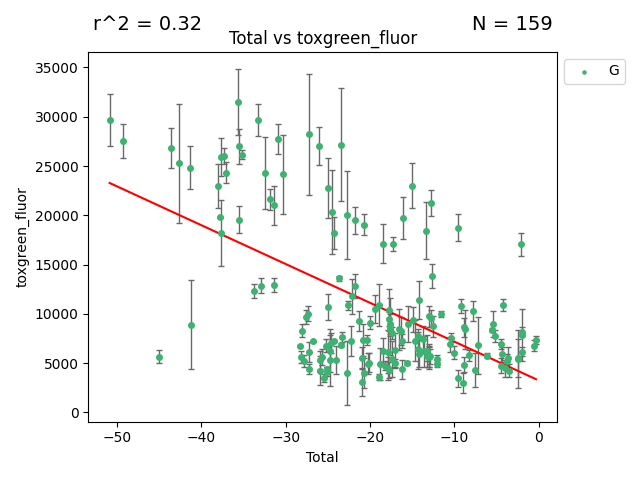 r^2 = 0.32
N = 159
Total vs toxgreen_fluor
G
toxgreen_fluor
35000
30000
25000
20000
15000
10000
5000
0
−50
−40
−30
−20
−10
0
Total